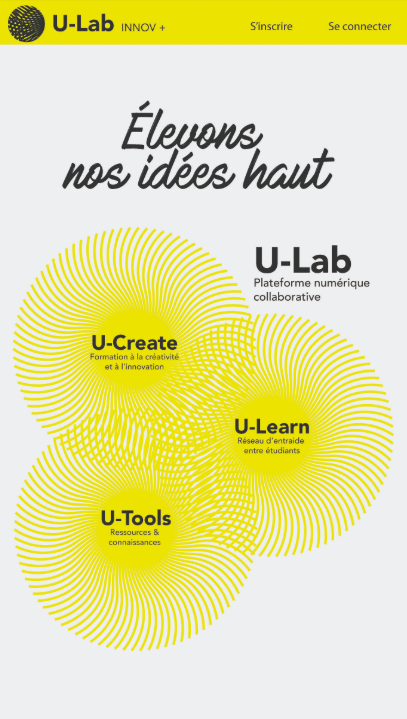 U-Lab INNOV +
S'inscrire
Se connecter
Élevons
nos idées haut
U-Lab
Plateforme numérique
collaborative
U-Create
Formation à la créativité
et à l'innovation
U-Learn
Réseau d'entraide
entre étudiants
U-Tools
Ressources &
connaissances